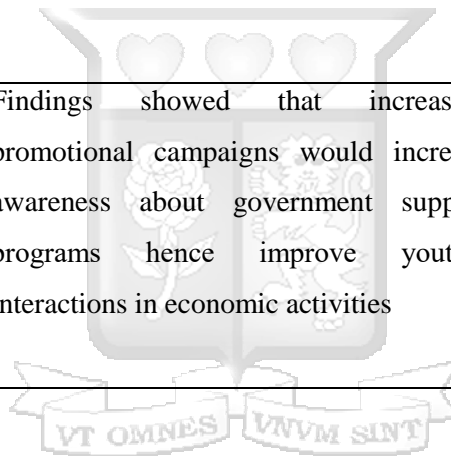 Findings showed that increas
promotional campaigns would incre
awareness about government supp
programs hence improve yout
interactions in economic activities
VT OMNES VNVM SINT